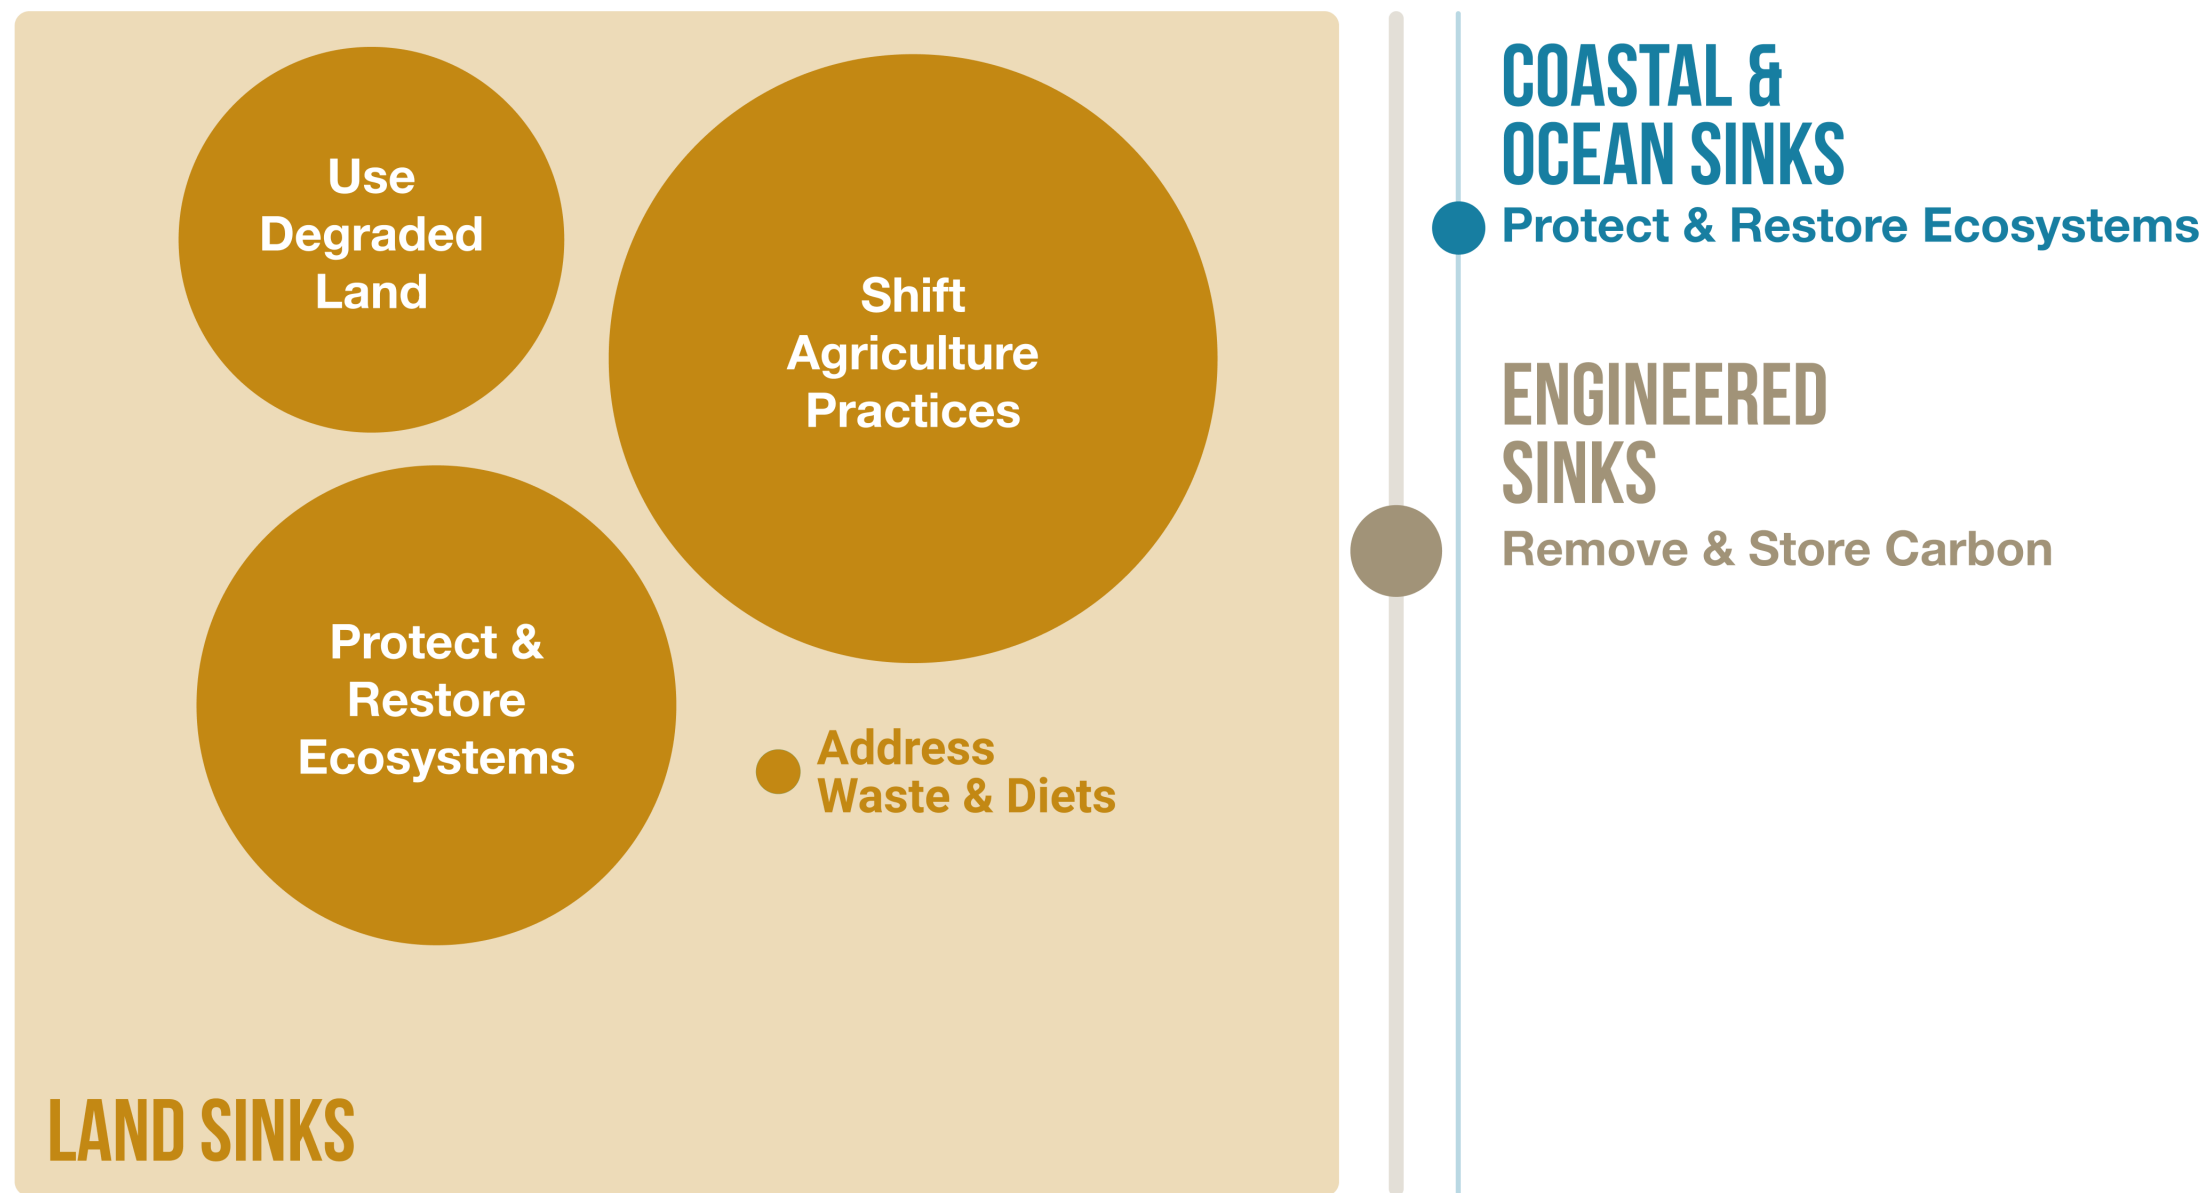 Use
Degraded
Land
Shift
Agriculture
Practices
Protect &
Restore
Ecosystems
Address
Waste & Diets
LAND SINKS
COASTAL &
OCEAN SINKS
Protect & Restore Ecosystems
ENGINEERED
SINKS
Remove & Store Carbon